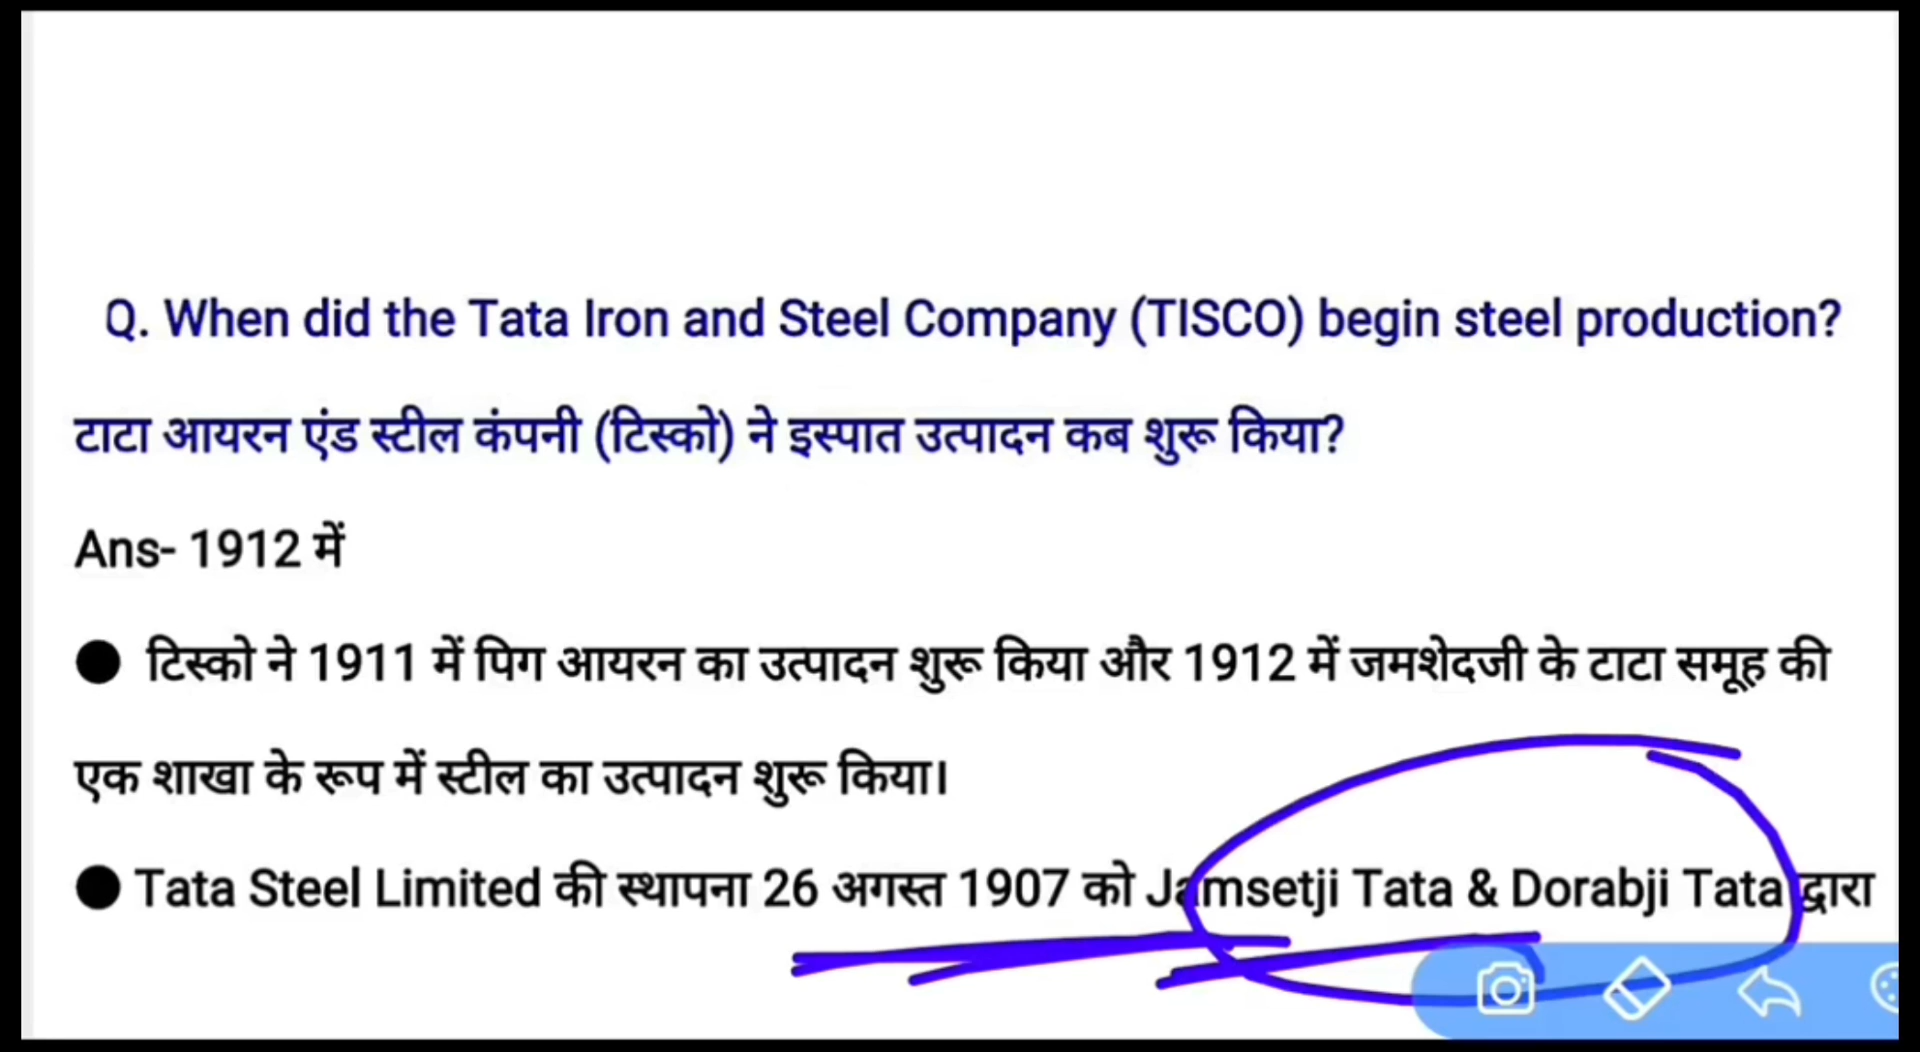 Q. When did the Tata Iron and Steel Company (TISCO) begin steel production?
टाटा आयरन एंड स्टील कंपनी (टिस्को) ने इस्पात उत्पादन कब शुरू किया?
Ans- 1912 में
● टिस्को ने 1911 में पिग आयरन का उत्पादन शुरू किया और 1912 में जमशेदजी के टाटा समूह की
एक शाखा के रूप में स्टील का उत्पादन शुरू किया।
● Tata Steel Limited की स्थापना 26 अगस्त 1907 को Jamsetji Tata & Dorabji Tata द्वारा